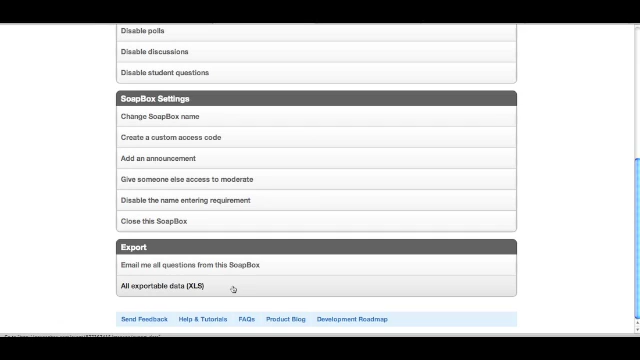 Disable polls
Disable discussions
Disable student questions
SoapBox Settings
Change SoapBox name
Create a custom access code
Add an announcement
Give someone else access to moderate
Disable the name entering requirement
Close this SoapBox
Export
Email me all questions from this SoapBox
All exportable data (XLS)
Send Feedback Help & Tutorials FAQs Product Blog Development Roadmap